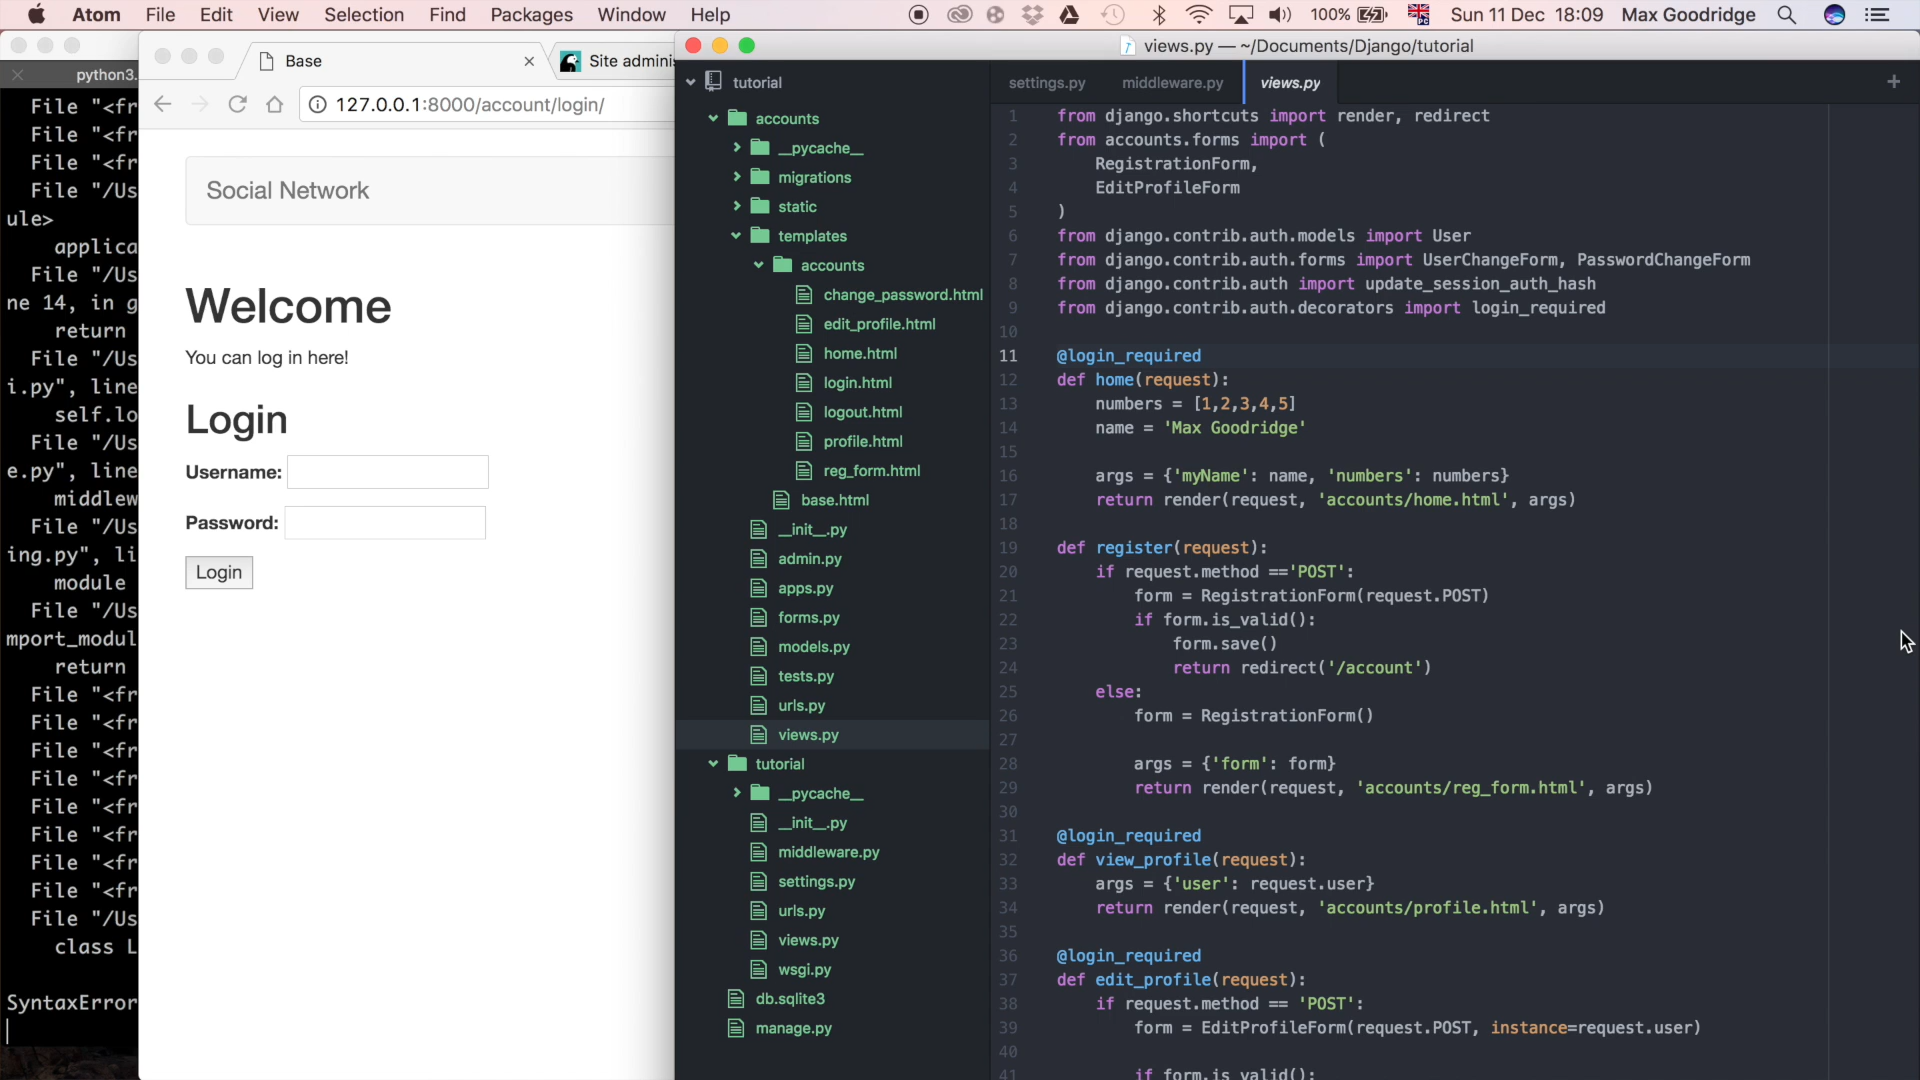 Atom File Edit View Selection Find Packages Window Help 100% Sun 11 Dec 18:09 Max Goodridge
python3.
File "<fr
File "<fr
File "<fr
File "/Us
ule>
applica
File "/Us
ne 14, in g
return
File "/Us
i.py", line
self.lo
File "/Us
e.py", line
middlew
File "/Us
ing.py", li
module
File "/Us
mport_modul
return
File "<fr
File "<fr
File "<fr
File "<fr
File "<fr
File "<fr
File "<fr
File "<fr
File "/Us
class L
SyntaxError
Base Site adminis
127.0.0.1:8000/account/login/
Social Network
Welcome
You can log in here!
Login
Username:
Password:
Login
views.py — ~/Documents/Django/tutorial
tutorial
accounts
__pycache__
migrations
static
templates
accounts
change_password.html
edit_profile.html
home.html
login.html
logout.html
profile.html
reg_form.html
base.html
__init__.py
admin.py
apps.py
forms.py
models.py
tests.py
urls.py
views.py
tutorial
__pycache__
__init__.py
middleware.py
settings.py
urls.py
views.py
wsgi.py
db.sqlite3
manage.py
settings.py middleware.py views.py
1 from django.shortcuts import render, redirect
2 from accounts.forms import (
3 RegistrationForm,
4 EditProfileForm
5 )
6 from django.contrib.auth.models import User
7 from django.contrib.auth.forms import UserChangeForm, PasswordChangeForm
8 from django.contrib.auth import update_session_auth_hash
9 from django.contrib.auth.decorators import login_required
10
11 @login_required
12 def home(request):
13 numbers = [1,2,3,4,5]
14 name = 'Max Goodridge'
15
16 args = {'myName': name, 'numbers': numbers}
17 return render(request, 'accounts/home.html', args)
18
19 def register(request):
20 if request.method =='POST':
21 form = RegistrationForm(request.POST)
22 if form.is_valid():
23 form.save()
24 return redirect('/account')
25 else:
26 form = RegistrationForm()
27
28 args = {'form': form}
29 return render(request, 'accounts/reg_form.html', args)
30
31 @login_required
32 def view_profile(request):
33 args = {'user': request.user}
34 return render(request, 'accounts/profile.html', args)
35
36 @login_required
37 def edit_profile(request):
38 if request.method == 'POST':
39 form = EditProfileForm(request.POST, instance=request.user)
40
41 if form.is_valid():